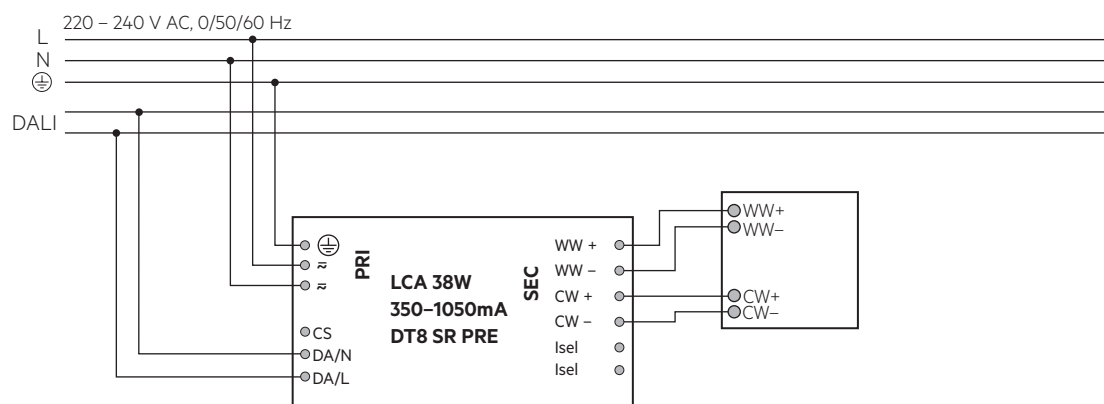 220 – 240 V AC, 0/50/60 Hz
L
N
DALI
PRI
≂
≂
CS
DA/N
DA/L
LCA 38W
350–1050mA
DT8 SR PRE
SEC
WW +
WW –
CW +
CW –
Isel
Isel
WW+
WW–
CW+
CW–